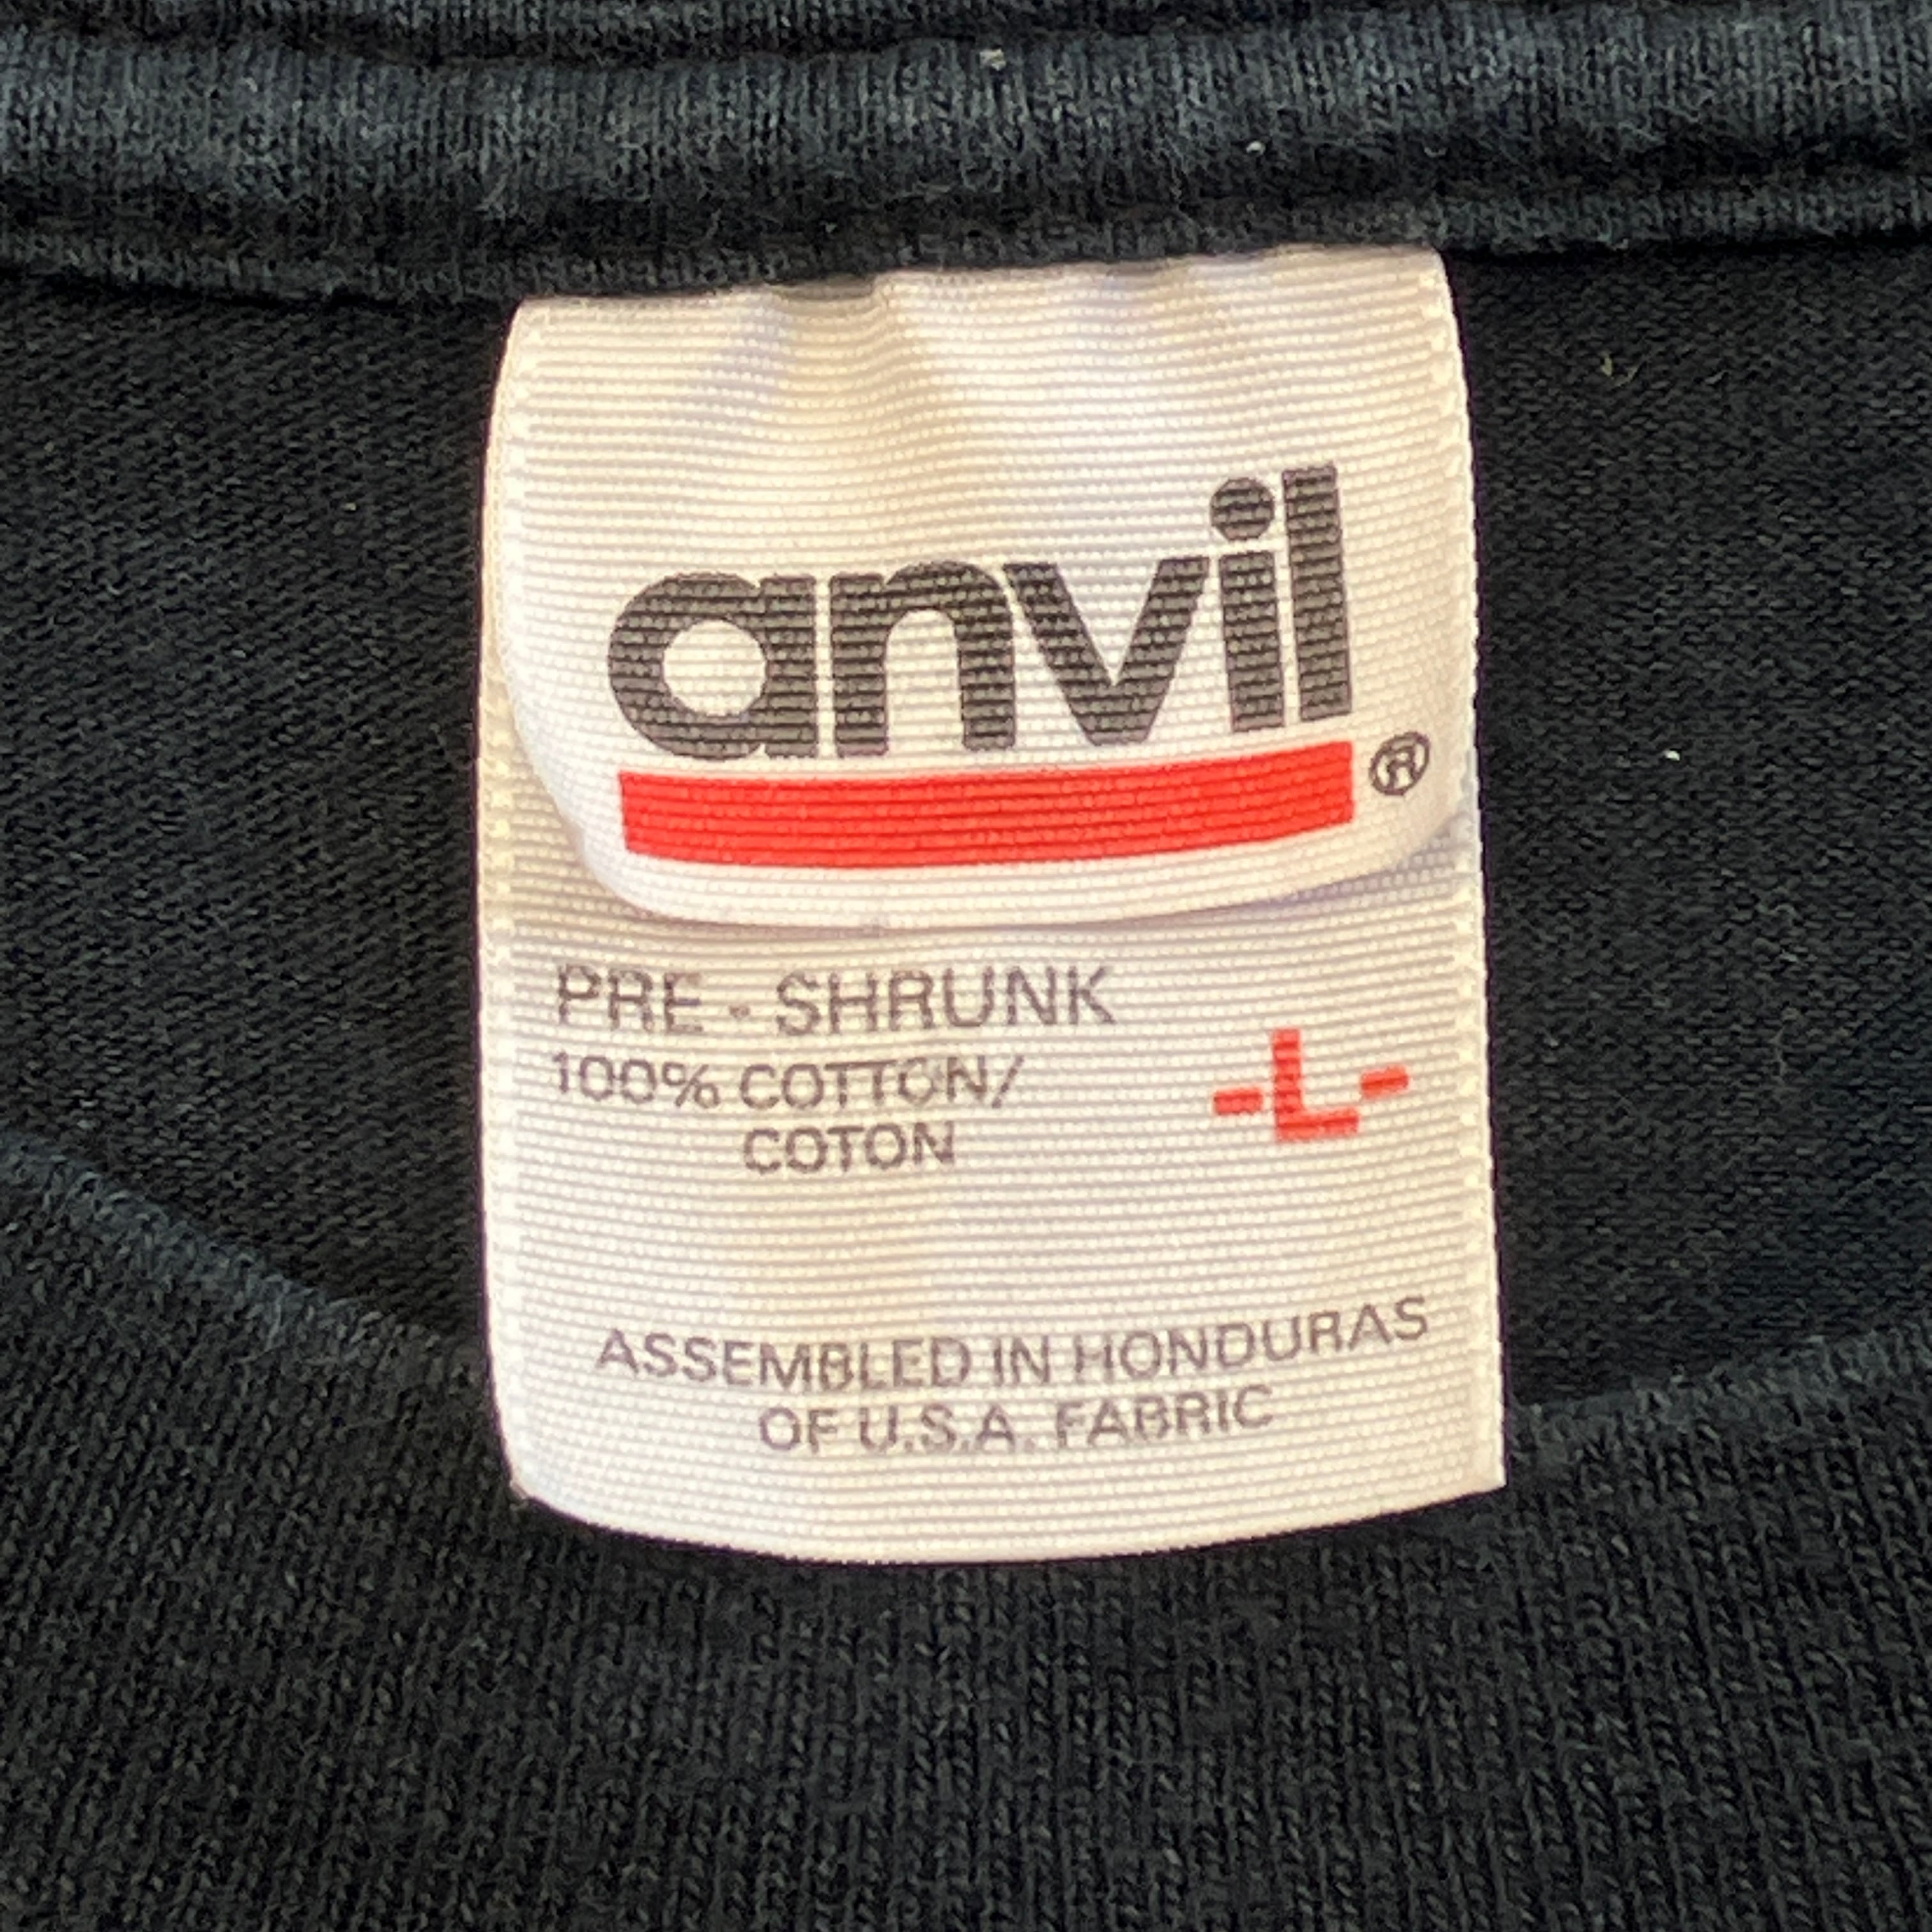 anvil
®
PRE - SHRUNK
100% COTTON/
COTON
-L-
ASSEMBLED IN HONDURAS
OF U.S.A. FABRIC